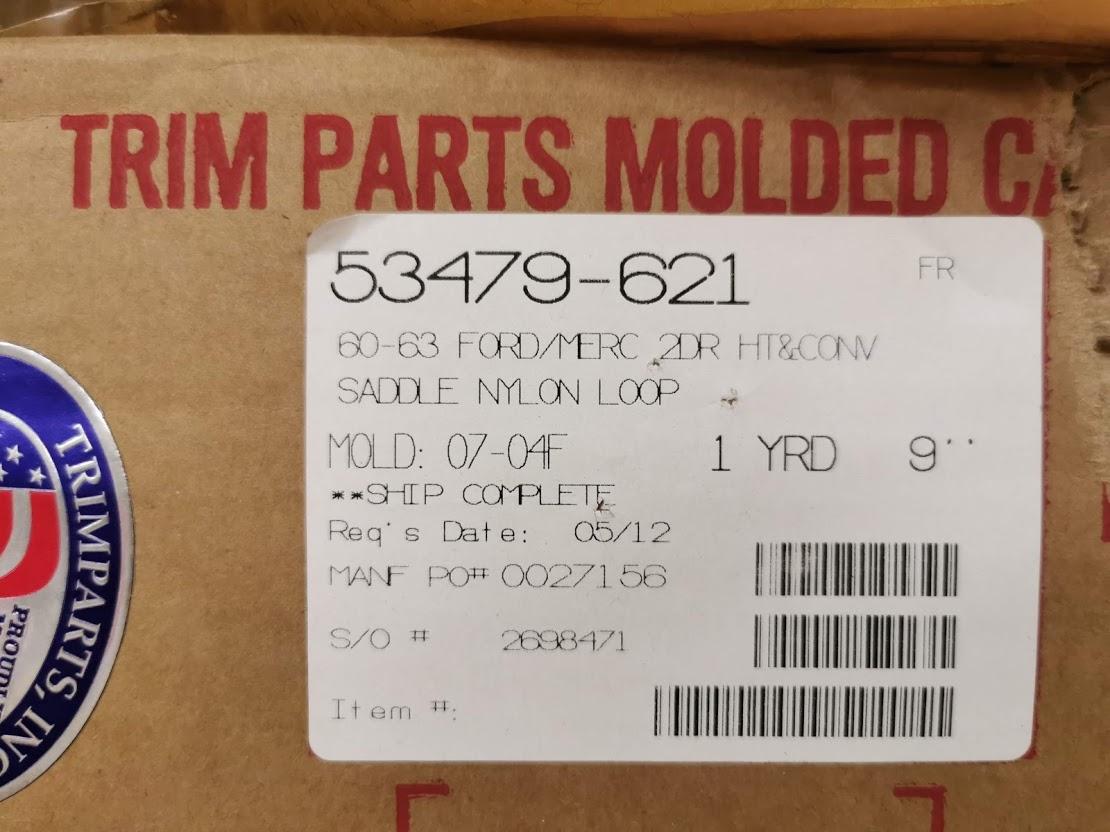 TRIM PARTS MOLDED
53479-621
FR
60-63 FORD/MERC 2DR HT&CONV
SADDLE NYLON LOOP
MOLD: 07-04F 1 YRD 9''
**SHIP COMPLETE
Req's Date: 05/12
MANF PO# 0027156
S/O # 2698471
Item #:
TRIMPARTS, INC